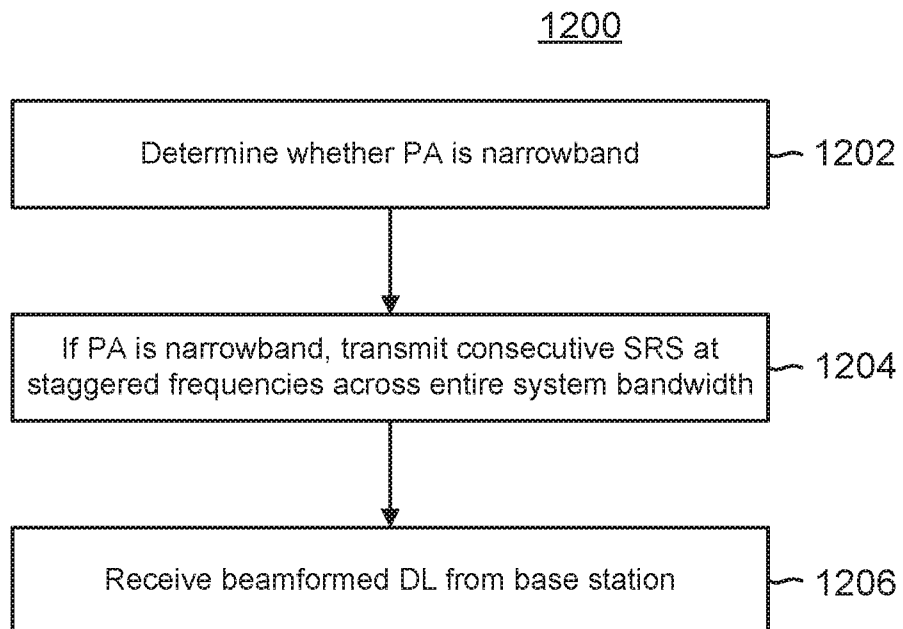 1200
Determine whether PA is narrowband
1202
If PA is narrowband, transmit consecutive SRS at
staggered frequencies across entire system bandwidth
1204
Receive beamformed DL from base station
1206